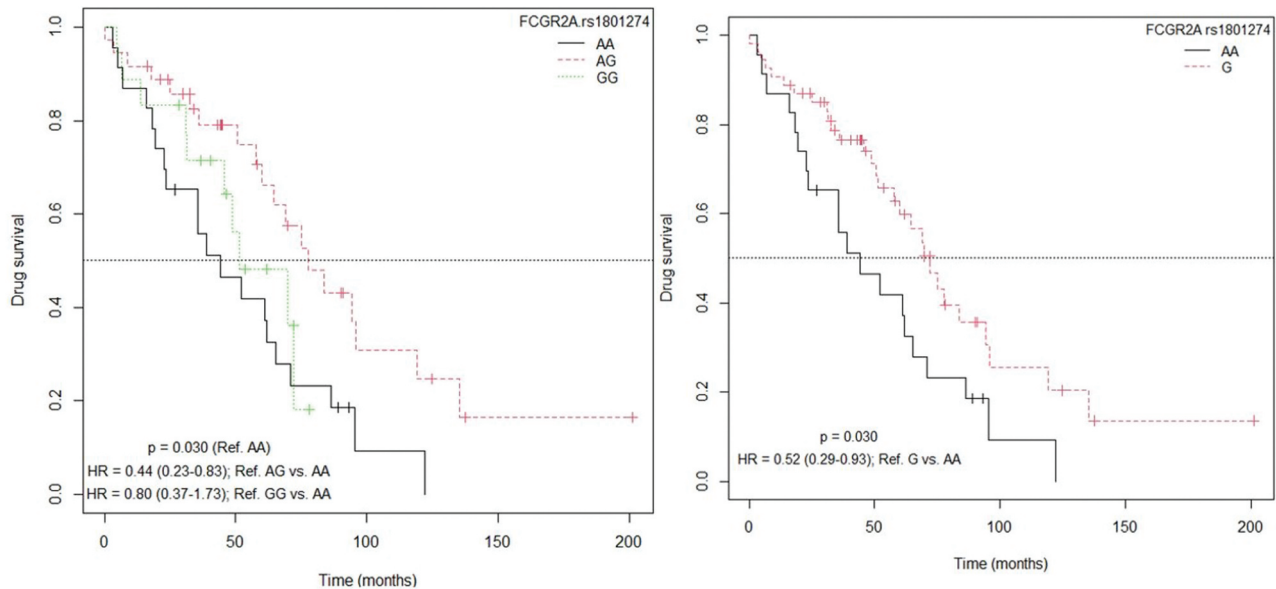 FCGR2A.rs1801274
AA
AG
GG
Drug survival
1.0
0.8
0.6
0.4
0.2
0.0
p = 0.030 (Ref. AA)
HR = 0.44 (0.23-0.83); Ref. AG vs. AA
HR = 0.80 (0.37-1.73); Ref. GG vs. AA
0 50 100 150 200
Time (months)
FCGR2A rs1801274
AA
G
Drug survival
1.0
0.8
0.6
0.4
0.2
0.0
p = 0.030
HR = 0.52 (0.29-0.93); Ref. G vs. AA
0 50 100 150 200
Time (months)